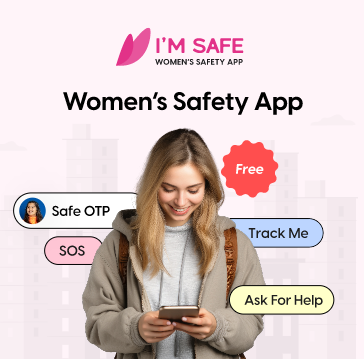 I'M SAFE
WOMEN'S SAFETY APP
Women's Safety App
Free
Safe OTP
Track Me
SOS
Ask For Help